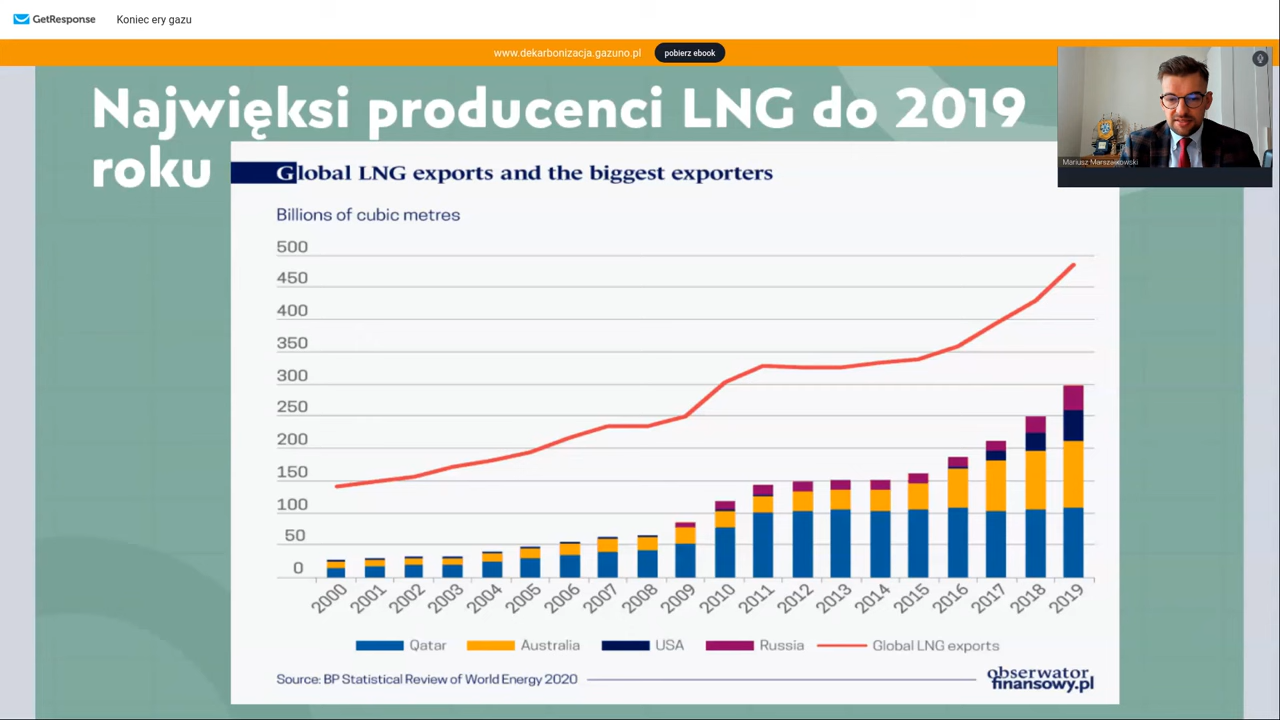 GetResponse
Koniec ery gazu
www.dekarbonizacja.gazuno.pl
pobierz ebook
Najwięksi producenci LNG do 2019
roku
Mariusz Marszałkowski
Global LNG exports and the biggest exporters
Billions of cubic metres
500
450
400
350
300
250
200
150
100
50
0
2000 2001 2002 2003 2004 2005 2006 2007 2008 2009 2010 2011 2012 2013 2014 2015 2016 2017 2018 2019
Qatar Australia USA Russia Global LNG exports
Source: BP Statistical Review of World Energy 2020
obserwator
finansowy.pl